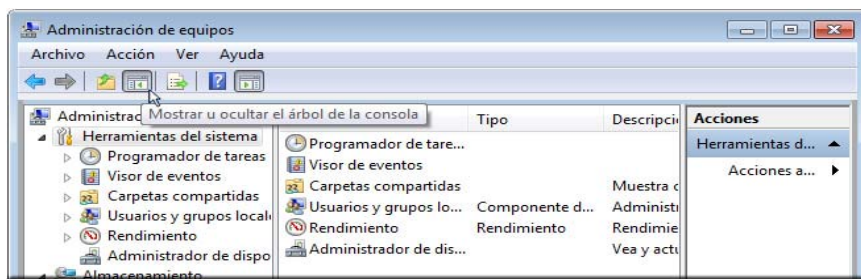 Administración de equipos
Archivo Acción Ver Ayuda
Administrac
Mostrar u ocultar el árbol de la consola
Tipo
Descripci
Acciones
Herramientas del sistema
Programador de tareas
Visor de eventos
Carpetas compartidas
Usuarios y grupos local
Rendimiento
Administrador de dispo
Almacenamiento
Programador de tare...
Visor de eventos
Carpetas compartidas Muestra c
Usuarios y grupos lo... Componente d... Administ
Rendimiento Rendimiento Rendimie
Administrador de dis... Vea y actu
Herramientas d...
Acciones a...